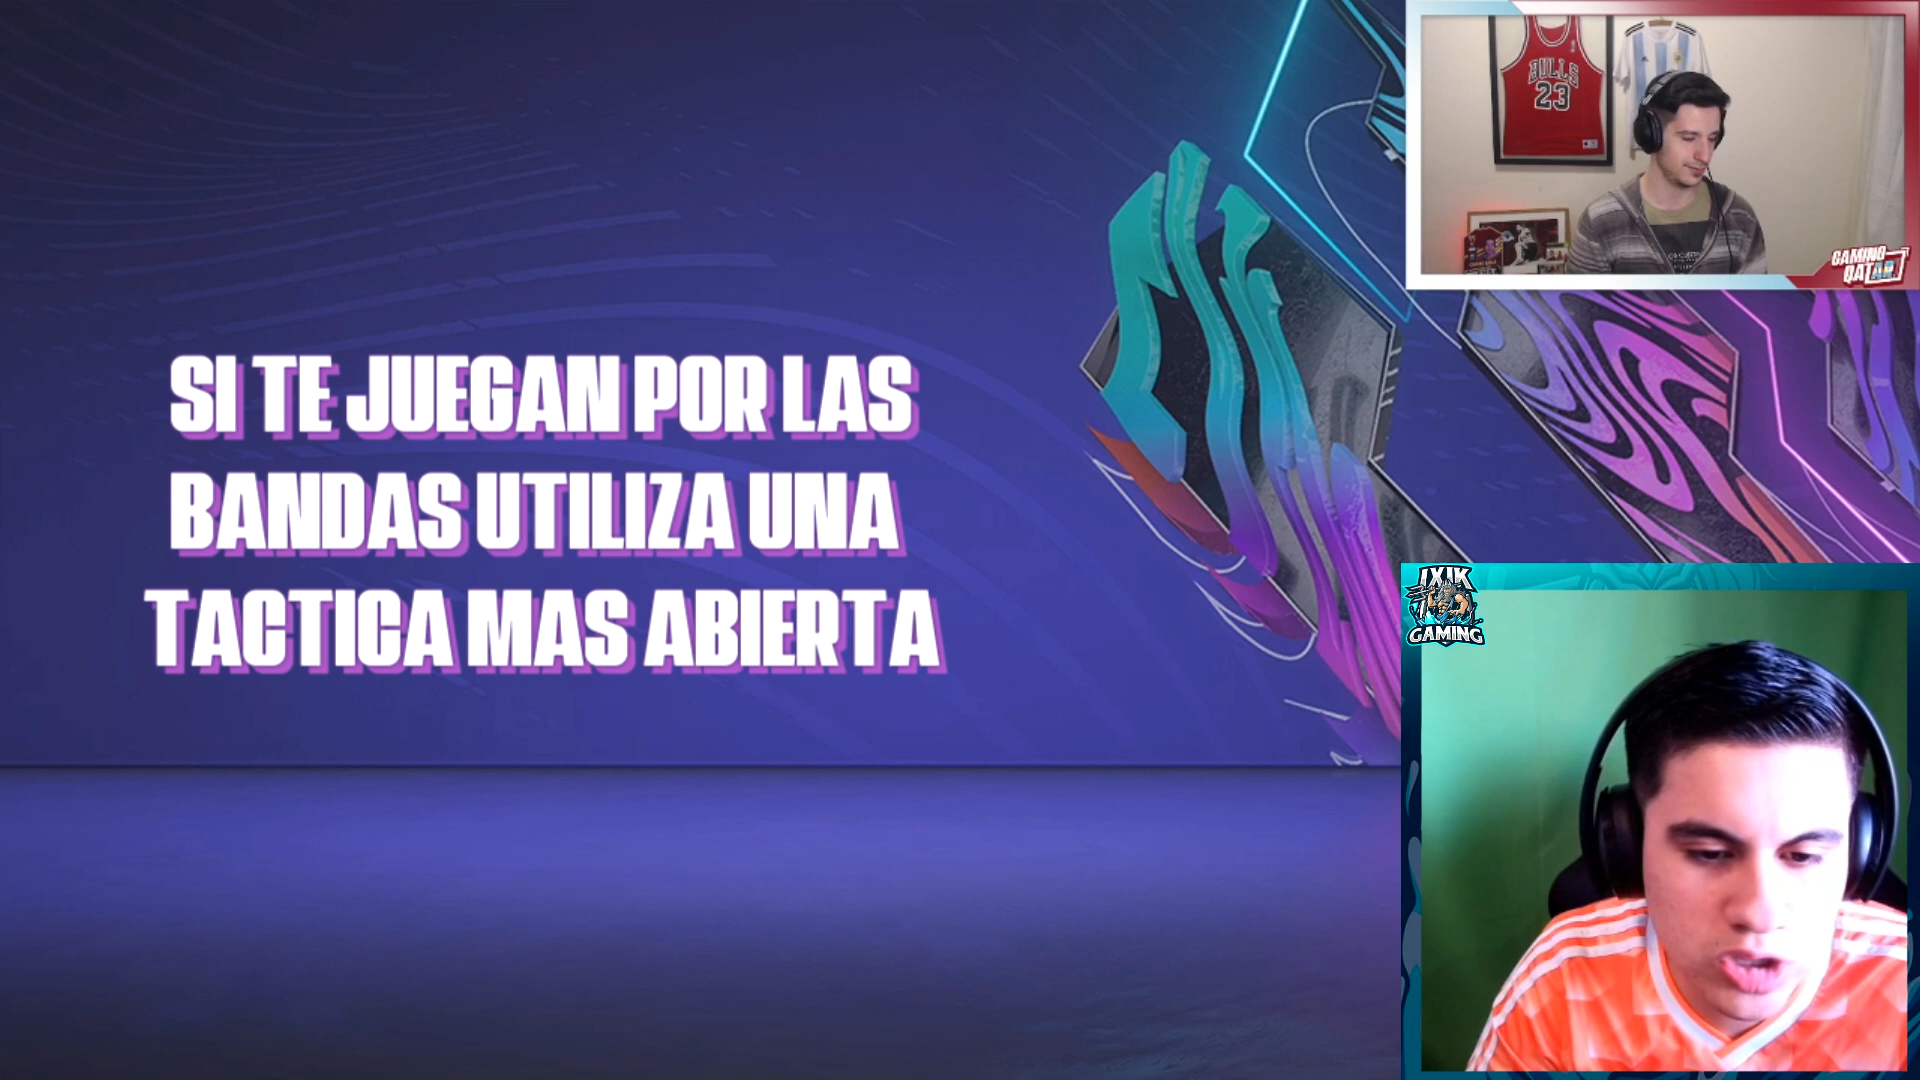 SI TE JUEGAN POR LAS
BANDAS UTILIZA UNA
TACTICA MAS ABIERTA
BULLS
23
GAMING
QATAR
IXIK
GAMING